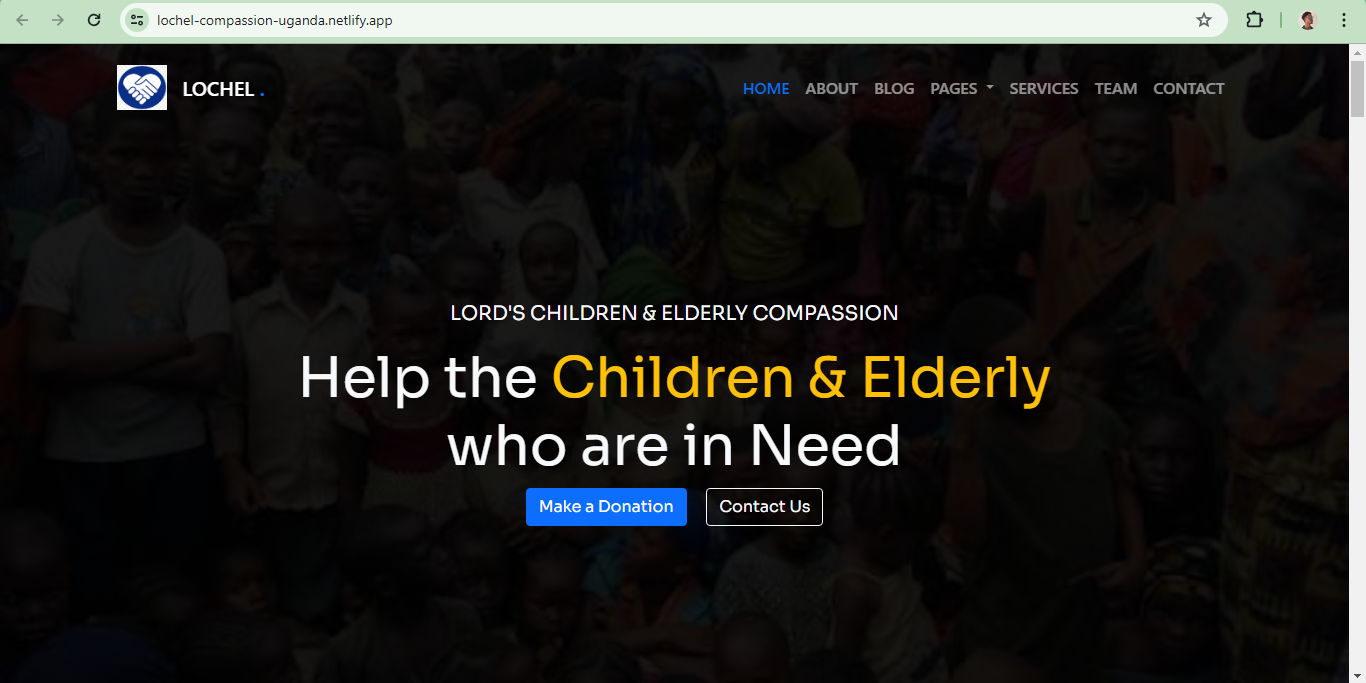 lochel-compassion-uganda.netlify.app
LOCHEL .
HOME ABOUT BLOG PAGES SERVICES TEAM CONTACT
LORD'S CHILDREN & ELDERLY COMPASSION
Help the Children & Elderly
who are in Need
Make a Donation Contact Us